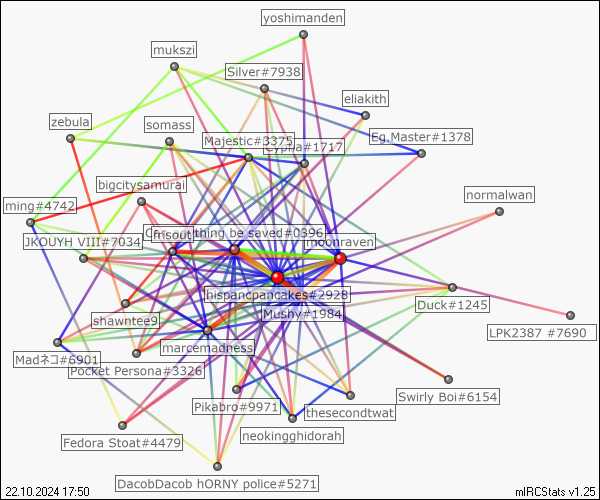 yoshimanden
mukszi
Silver#7938
eliakith
zebula
somass
Eg.Master#1378
Majestic#3375
#1717
bigcitysamurai
normalwan
ming#4742
thing be saved#0396
JKOUYH VIII#7034
frisout
moonraven
hispancpancakes#2928
Duck#1245
shawntee9
Mushy#1984
LPK2387 #7690
marcemadness
Madネコ#6901
Pocket Persona#3326
Swirly Boi#6154
Pikabro#9971
thesecondtwat
Fedora Stoat#4479
neokingghidorah
DacobDacob hORNY police#5271
22.10.2024 17:50
mIRCStats v1.25